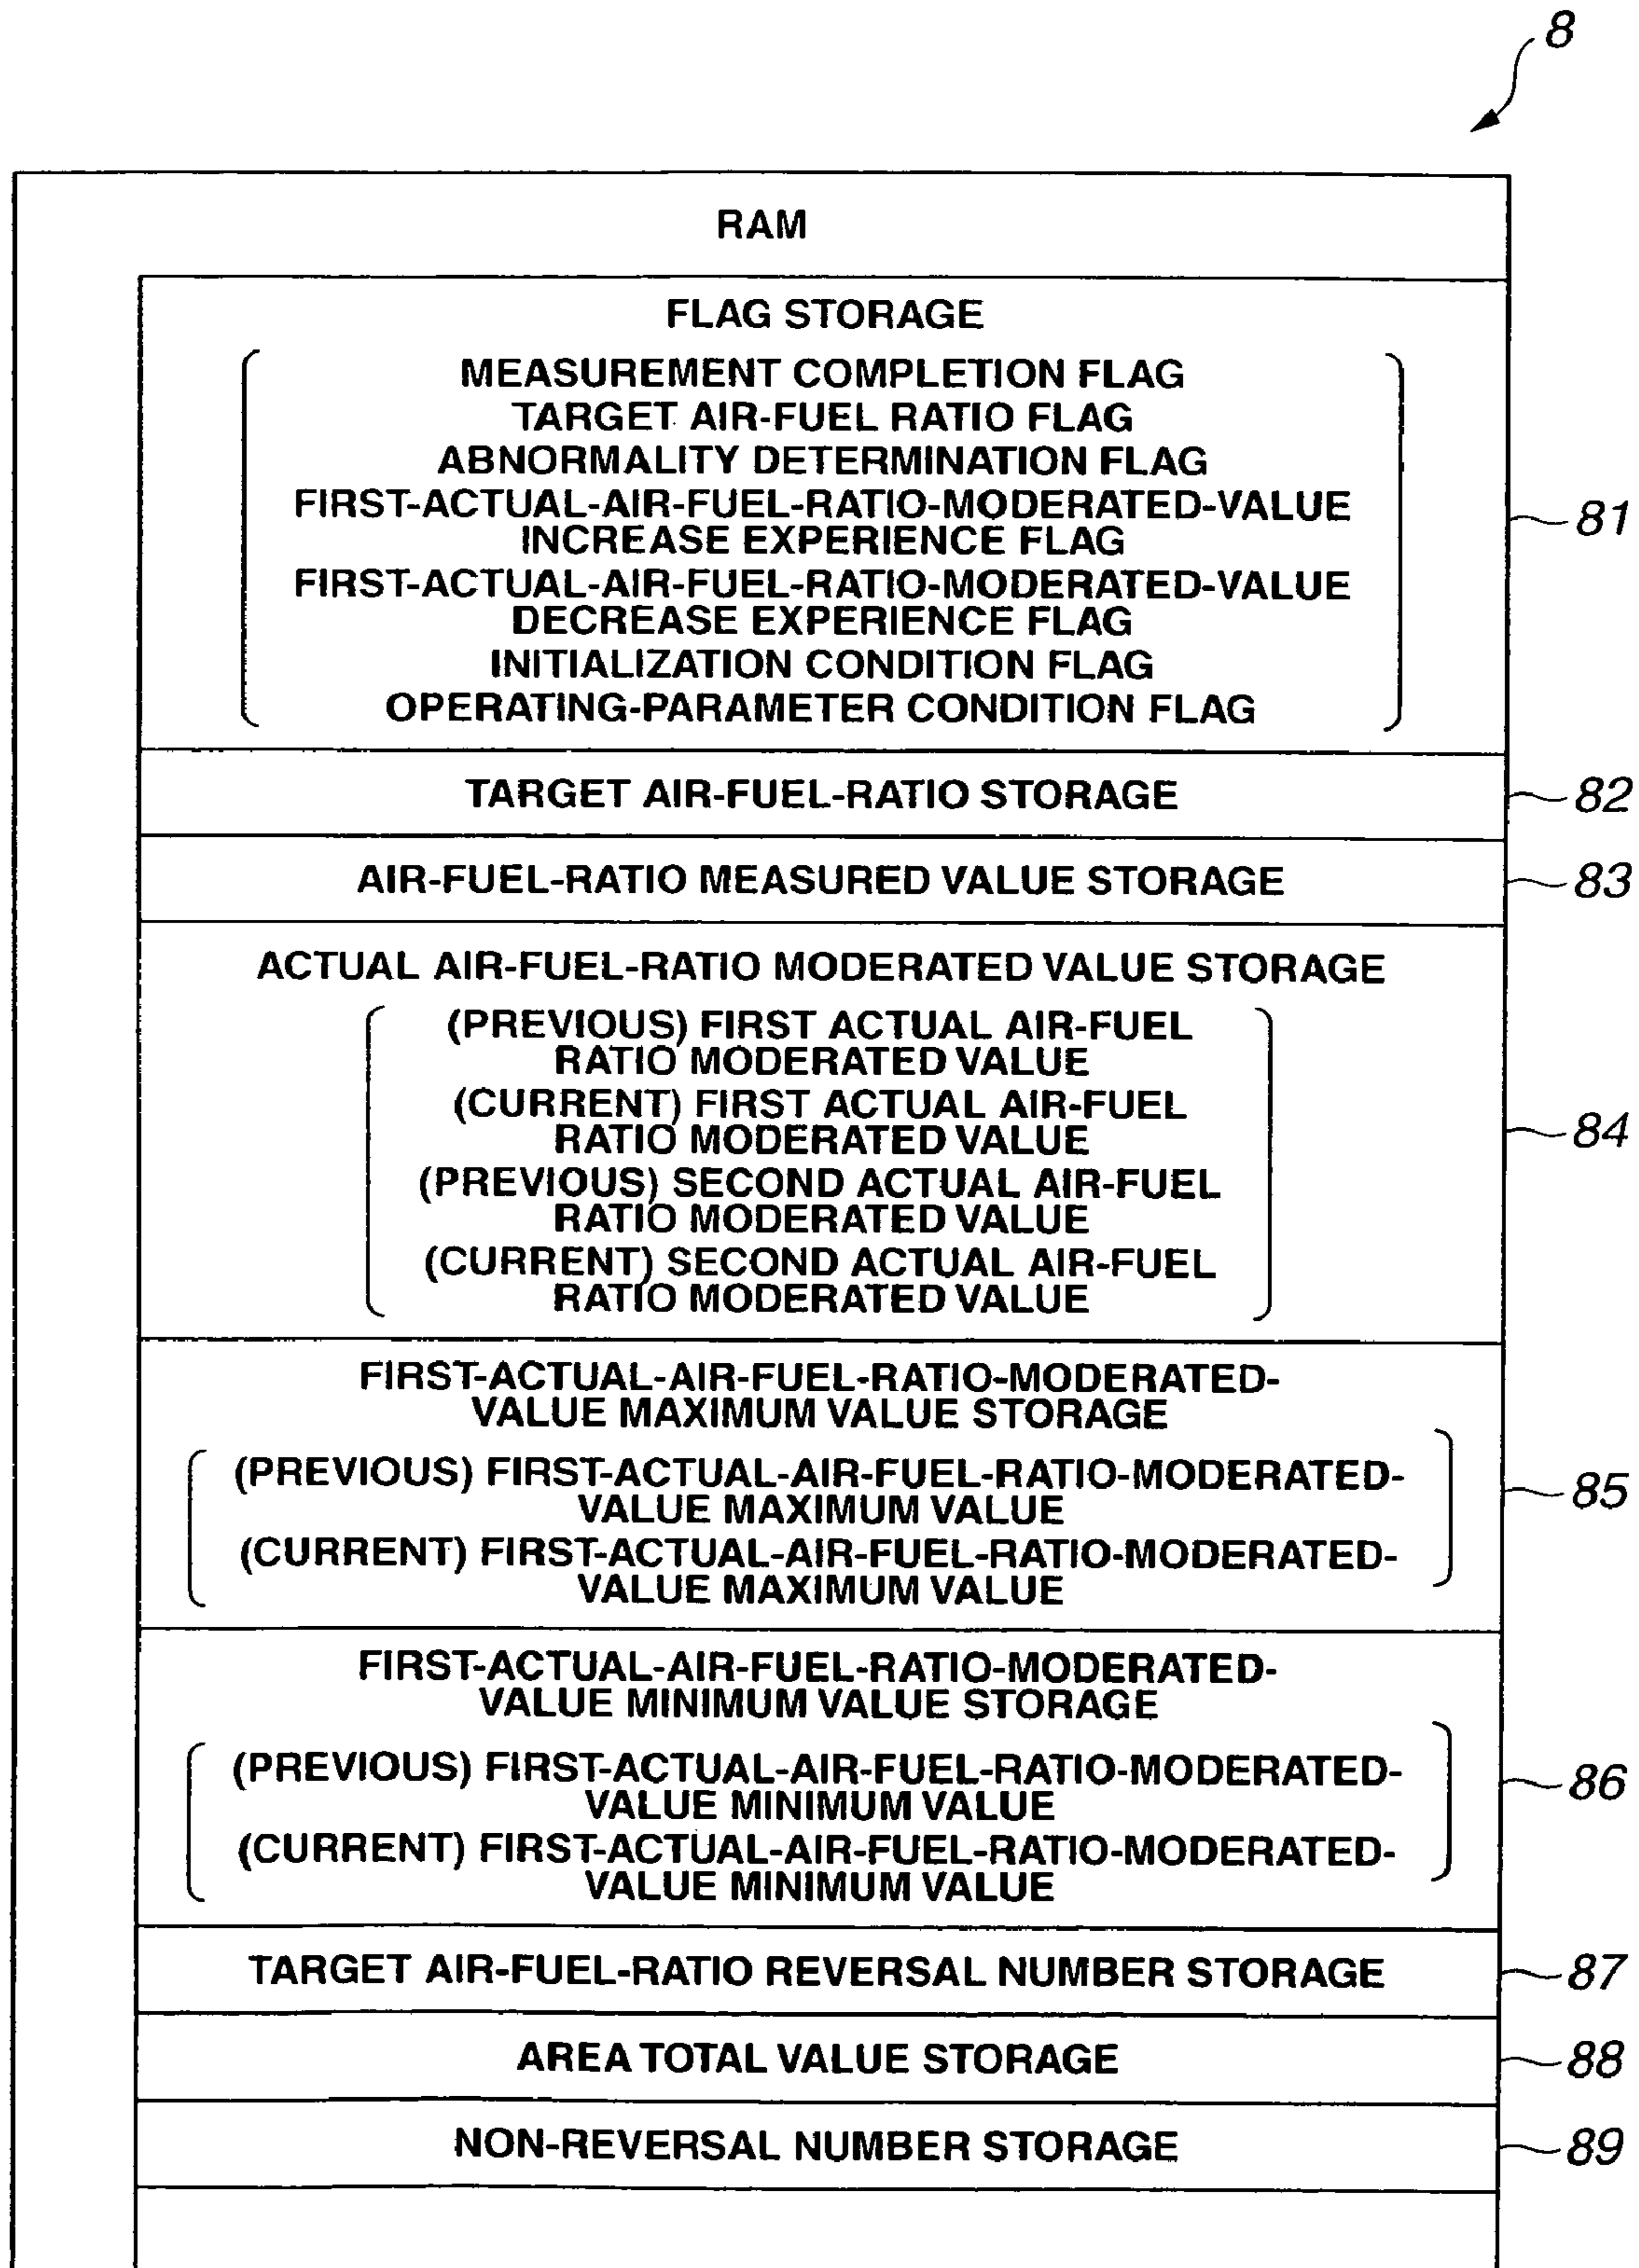 8
RAM
FLAG STORAGE
MEASUREMENT COMPLETION FLAG
TARGET AIR-FUEL RATIO FLAG
ABNORMALITY DETERMINATION FLAG
FIRST-ACTUAL-AIR-FUEL-RATIO-MODERATED-VALUE
INCREASE EXPERIENCE FLAG
FIRST-ACTUAL-AIR-FUEL-RATIO-MODERATED-VALUE
DECREASE EXPERIENCE FLAG
INITIALIZATION CONDITION FLAG
OPERATING-PARAMETER CONDITION FLAG
81
TARGET AIR-FUEL-RATIO STORAGE
82
AIR-FUEL-RATIO MEASURED VALUE STORAGE
83
ACTUAL AIR-FUEL-RATIO MODERATED VALUE STORAGE
(PREVIOUS) FIRST ACTUAL AIR-FUEL
RATIO MODERATED VALUE
(CURRENT) FIRST ACTUAL AIR-FUEL
RATIO MODERATED VALUE
(PREVIOUS) SECOND ACTUAL AIR-FUEL
RATIO MODERATED VALUE
(CURRENT) SECOND ACTUAL AIR-FUEL
RATIO MODERATED VALUE
84
FIRST-ACTUAL-AIR-FUEL-RATIO-MODERATED-
VALUE MAXIMUM VALUE STORAGE
(PREVIOUS) FIRST-ACTUAL-AIR-FUEL-RATIO-MODERATED-
VALUE MAXIMUM VALUE
(CURRENT) FIRST-ACTUAL-AIR-FUEL-RATIO-MODERATED-
VALUE MAXIMUM VALUE
85
FIRST-ACTUAL-AIR-FUEL-RATIO-MODERATED-
VALUE MINIMUM VALUE STORAGE
(PREVIOUS) FIRST-ACTUAL-AIR-FUEL-RATIO-MODERATED-
VALUE MINIMUM VALUE
(CURRENT) FIRST-ACTUAL-AIR-FUEL-RATIO-MODERATED-
VALUE MINIMUM VALUE
86
TARGET AIR-FUEL-RATIO REVERSAL NUMBER STORAGE
87
AREA TOTAL VALUE STORAGE
88
NON-REVERSAL NUMBER STORAGE
89